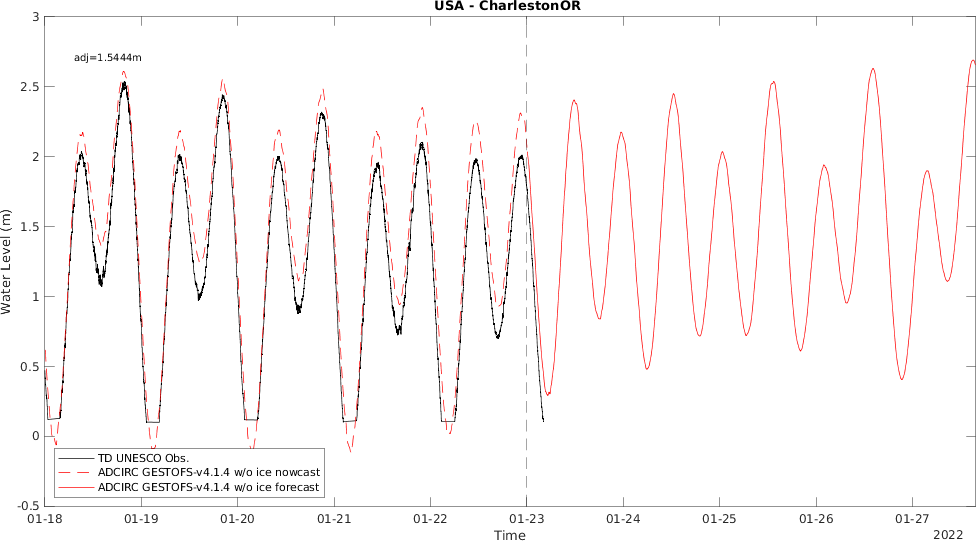 USA - CharlestonOR
adj=1.5444m
Water Level (m)
3
2.5
2
1.5
1
0.5
0
-0.5
TD UNESCO Obs.
ADCIRC GESTOFS-v4.1.4 w/o ice nowcast
ADCIRC GESTOFS-v4.1.4 w/o ice forecast
01-18 01-19 01-20 01-21 01-22 01-23 01-24 01-25 01-26 01-27
Time
2022